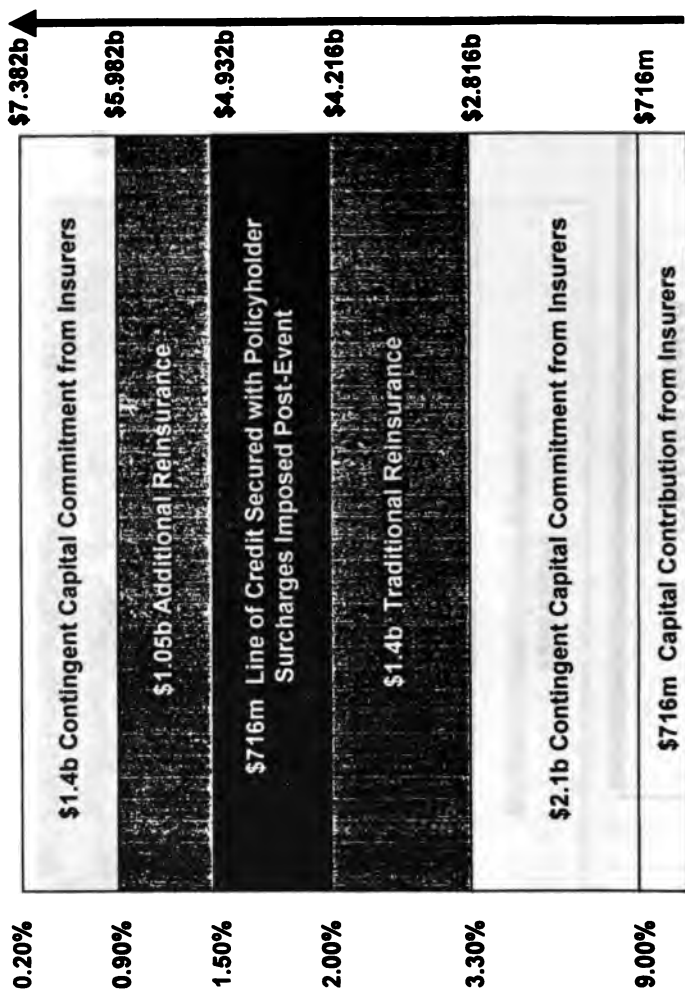 $7.382b
$5.982b
$4.932b
$4.216b
$2.816b
$716m
$1.4b Contingent Capital Commitment from Insurers
$1.05b Additional Reinsurance
$716m Line of Credit Secured with Policyholder
Surcharges Imposed Post-Event
$1.4b Traditional Reinsurance
$2.1b Contingent Capital Commitment from Insurers
$716m Capital Contribution from Insurers
0.20%
0.90%
1.50%
2.00%
3.30%
9.00%